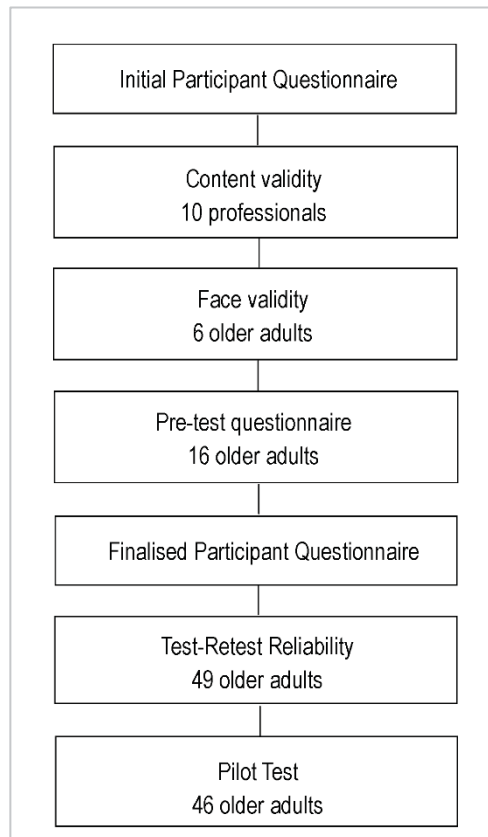 Initial Participant Questionnaire
Content validity
10 professionals
Face validity
6 older adults
Pre-test questionnaire
16 older adults
Finalised Participant Questionnaire
Test-Retest Reliability
49 older adults
Pilot Test
46 older adults